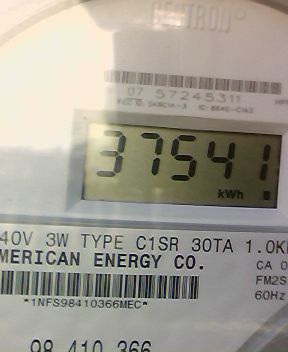 CENTRON®
07 57245311
37541
kWh
40V 3W TYPE C1SR 30TA 1.0K
MERICAN ENERGY CO.
CA 0
FM2S
60Hz
*1NFS98410366MEC*
98 410 366